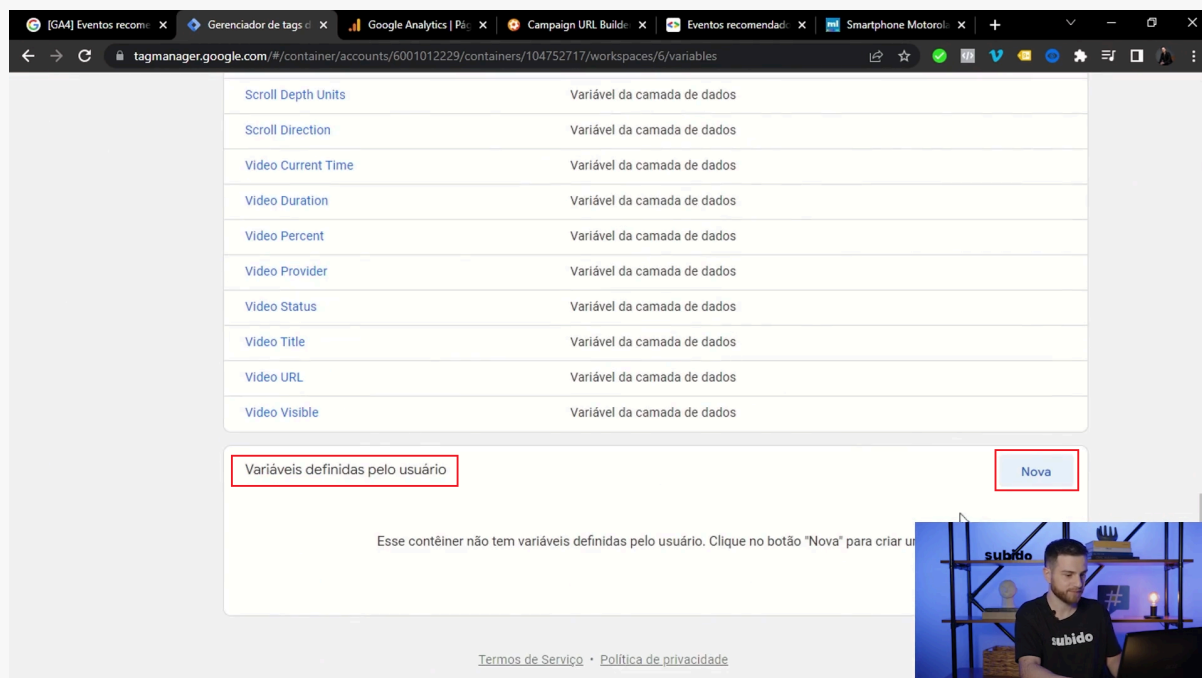 [GA4] Eventos recome
Gerenciador de tags d
Google Analytics | Pág
Campaign URL Builde
Eventos recomendado
ml
Smartphone Motorola
tagmanager.google.com/#/container/accounts/6001012229/containers/104752717/workspaces/6/variables
Scroll Depth Units Variável da camada de dados
Scroll Direction Variável da camada de dados
Video Current Time Variável da camada de dados
Video Duration Variável da camada de dados
Video Percent Variável da camada de dados
Video Provider Variável da camada de dados
Video Status Variável da camada de dados
Video Title Variável da camada de dados
Video URL Variável da camada de dados
Video Visible Variável da camada de dados
Variáveis definidas pelo usuário
Nova
Esse contêiner não tem variáveis definidas pelo usuário. Clique no botão "Nova" para criar
subido
#
subido
Termos de Serviço • Política de privacidade